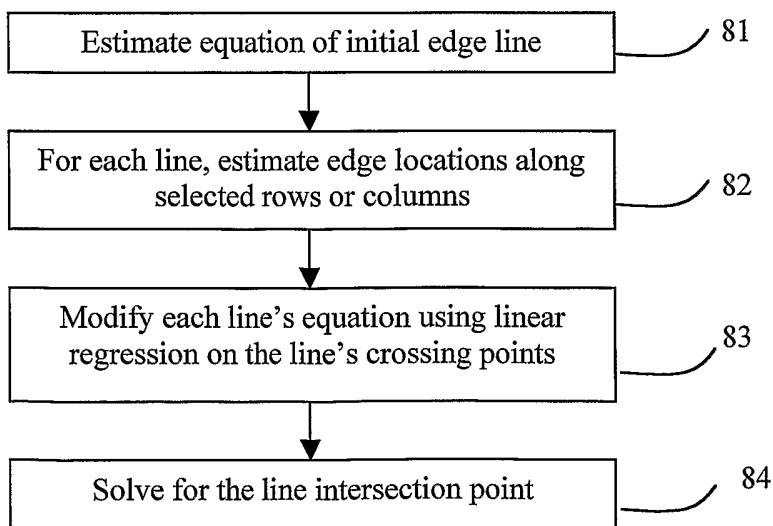 Estimate equation of initial edge line
81
For each line, estimate edge locations along
selected rows or columns
82
Modify each line's equation using linear
regression on the line's crossing points
83
Solve for the line intersection point
84